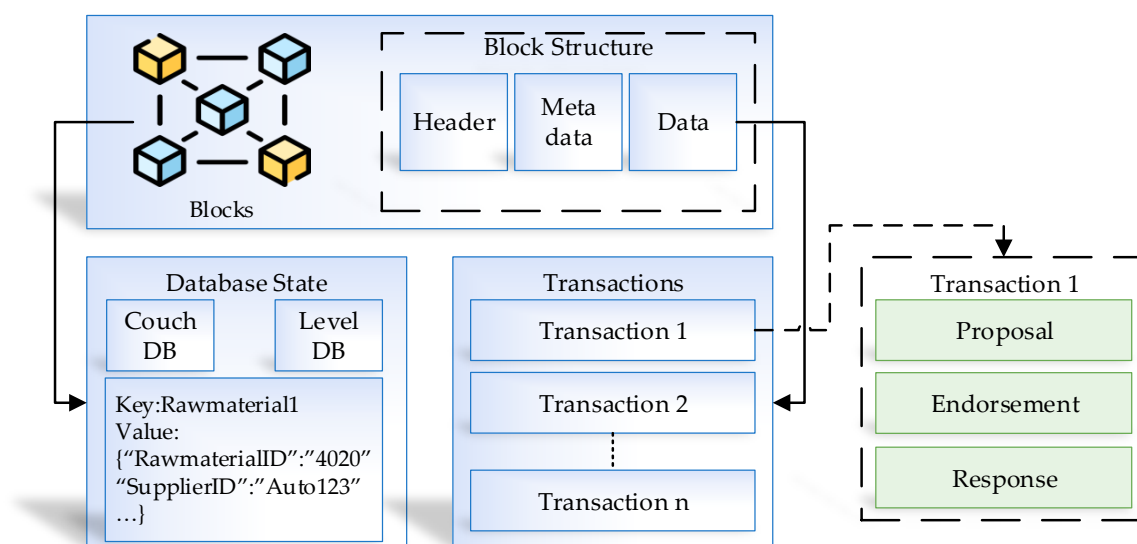 Block Structure
Header
Meta
data
Data
Blocks
Database State
Couch
DB
Level
DB
Key:Rawmaterial1
Value:
{“RawmaterialID”:”4020”
“SupplierID”:”Auto123”
…}
Transactions
Transaction 1
Transaction 2
Transaction n
Transaction 1
Proposal
Endorsement
Response